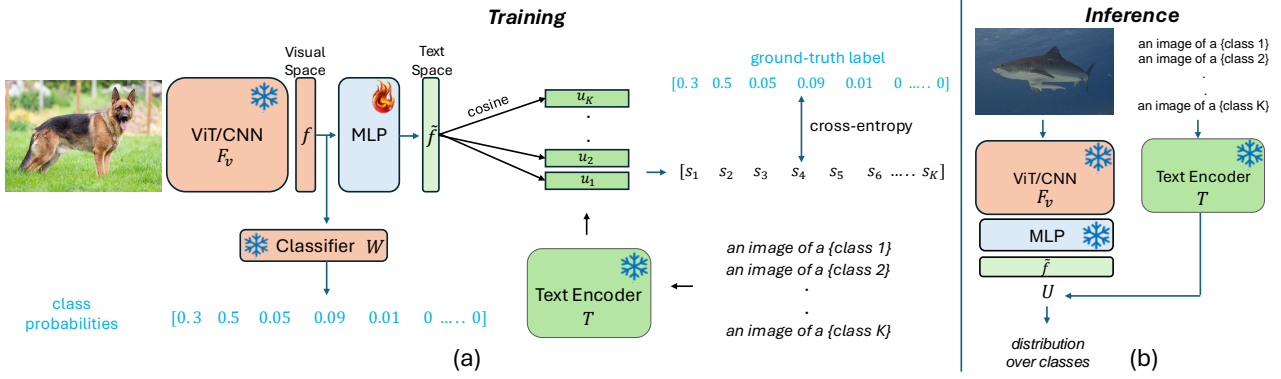 Training
Visual
Space
Text
Space
ViT/CNN
F_v
f
MLP
f̃
cosine
u_K
.
.
u_2
u_1
ground-truth label
[0.3 0.5 0.05 0.09 0.01 0 ..... 0]
cross-entropy
[s_1 s_2 s_3 s_4 s_5 s_6 ..... s_K]
Classifier W
class
probabilities
[0.3 0.5 0.05 0.09 0.01 0 ..... 0]
Text Encoder
T
an image of a {class 1}
an image of a {class 2}
.
.
an image of a {class K}
(a)
Inference
an image of a {class 1}
an image of a {class 2}
.
.
an image of a {class K}
ViT/CNN
F_v
MLP
f̃
U
Text Encoder
T
distribution
over classes
(b)